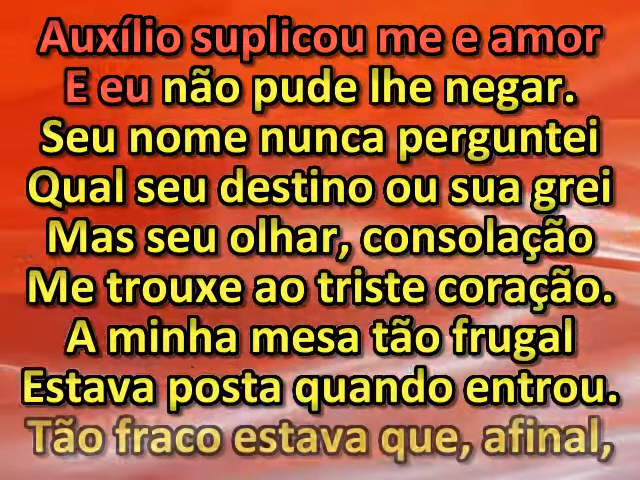 Auxílio suplicou me e amor
E eu não pude lhe negar.
Seu nome nunca perguntei
Qual seu destino ou sua grei
Mas seu olhar, consolação
Me trouxe ao triste coração.
A minha mesa tão frugal
Estava posta quando entrou.
Tão fraco estava que, afinal,